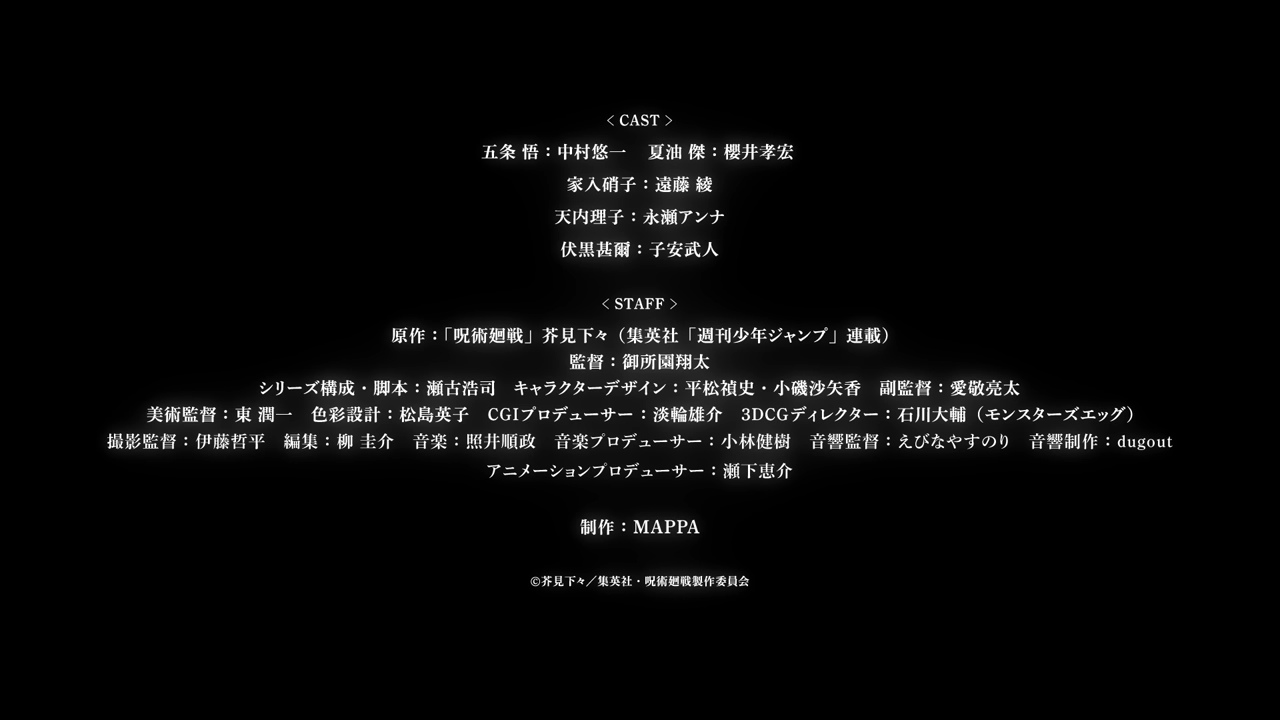 < CAST >
五条 悟：中村悠一　夏油 傑：櫻井孝宏
家入硝子：遠藤 綾
天内理子：永瀬アンナ
伏黒甚爾：子安武人
< STAFF >
原作：「呪術廻戦」芥見下々（集英社「週刊少年ジャンプ」連載）
監督：御所園翔太
シリーズ構成・脚本：瀬古浩司　キャラクターデザイン：平松禎史・小磯沙矢香　副監督：愛敬亮太
美術監督：東 潤一　色彩設計：松島英子　CGIプロデューサー：淡輪雄介　3DCGディレクター：石川大輔（モンスターズエッグ）
撮影監督：伊藤哲平　編集：柳 圭介　音楽：照井順政　音楽プロデューサー：小林健樹　音響監督：えびなやすのり　音響制作：dugout
アニメーションプロデューサー：瀬下恵介
制作：MAPPA
©芥見下々／集英社・呪術廻戦製作委員会